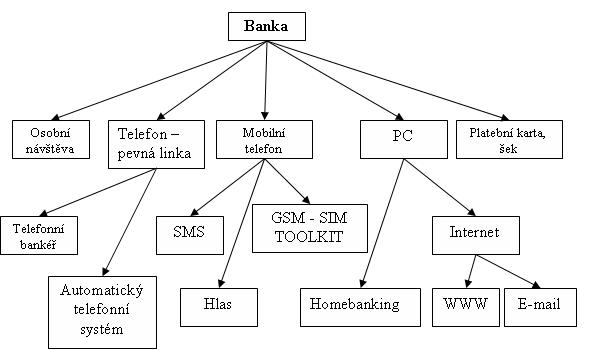 Banka
Osobní
návštěva
Telefon –
pevná linka
Mobilní
telefon
PC
Platební karta,
šek
Telefonní
bankéř
SMS
GSM - SIM
TOOLKIT
Internet
Automatický
telefonní
systém
Hlas
Homebanking
WWW
E-mail